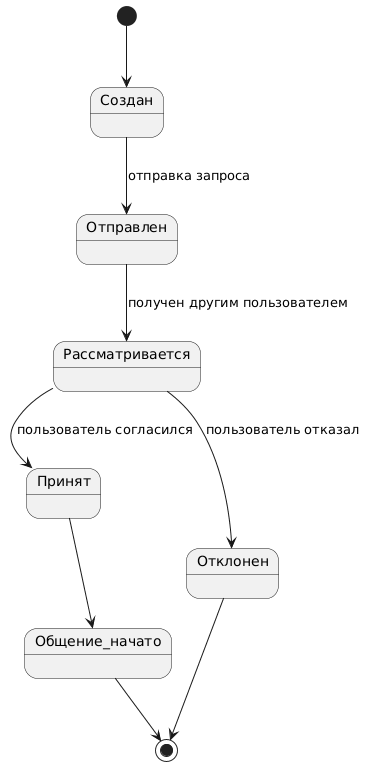 Создан
отправка запроса
Отправлен
получен другим пользователем
Рассматривается
пользователь согласился
пользователь отказал
Принят
Отклонен
Общение_начато